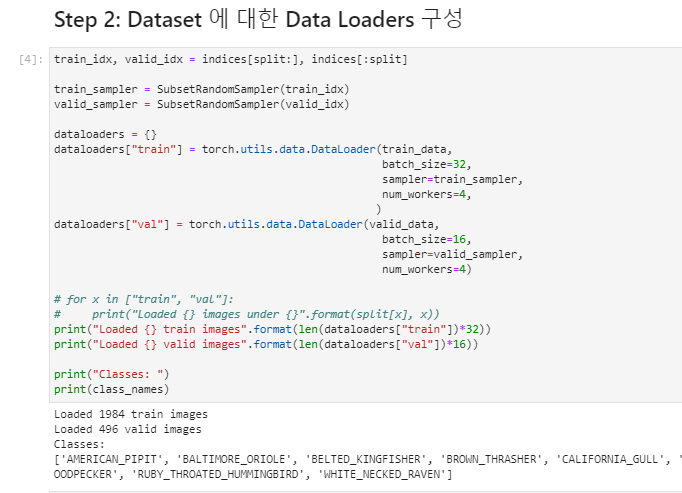 Step 2: Dataset 에 대한 Data Loaders 구성
[4]: train_idx, valid_idx = indices[split:], indices[:split]
train_sampler = SubsetRandomSampler(train_idx)
valid_sampler = SubsetRandomSampler(valid_idx)
dataloaders = {}
dataloaders["train"] = torch.utils.data.DataLoader(train_data,
batch_size=32,
sampler=train_sampler,
num_workers=4,
)
dataloaders["val"] = torch.utils.data.DataLoader(valid_data,
batch_size=16,
sampler=valid_sampler,
num_workers=4)
# for x in ["train", "val"]:
#     print("Loaded {} images under {}".format(split[x], x))
print("Loaded {} train images".format(len(dataloaders["train"])*32))
print("Loaded {} valid images".format(len(dataloaders["val"])*16))
print("Classes: ")
print(class_names)
Loaded 1984 train images
Loaded 496 valid images
Classes:
['AMERICAN_PIPIT', 'BALTIMORE_ORIOLE', 'BELTED_KINGFISHER', 'BROWN_THRASHER', 'CALIFORNIA_GULL', '
OODPECKER', 'RUBY_THROATED_HUMMINGBIRD', 'WHITE_NECKED_RAVEN']